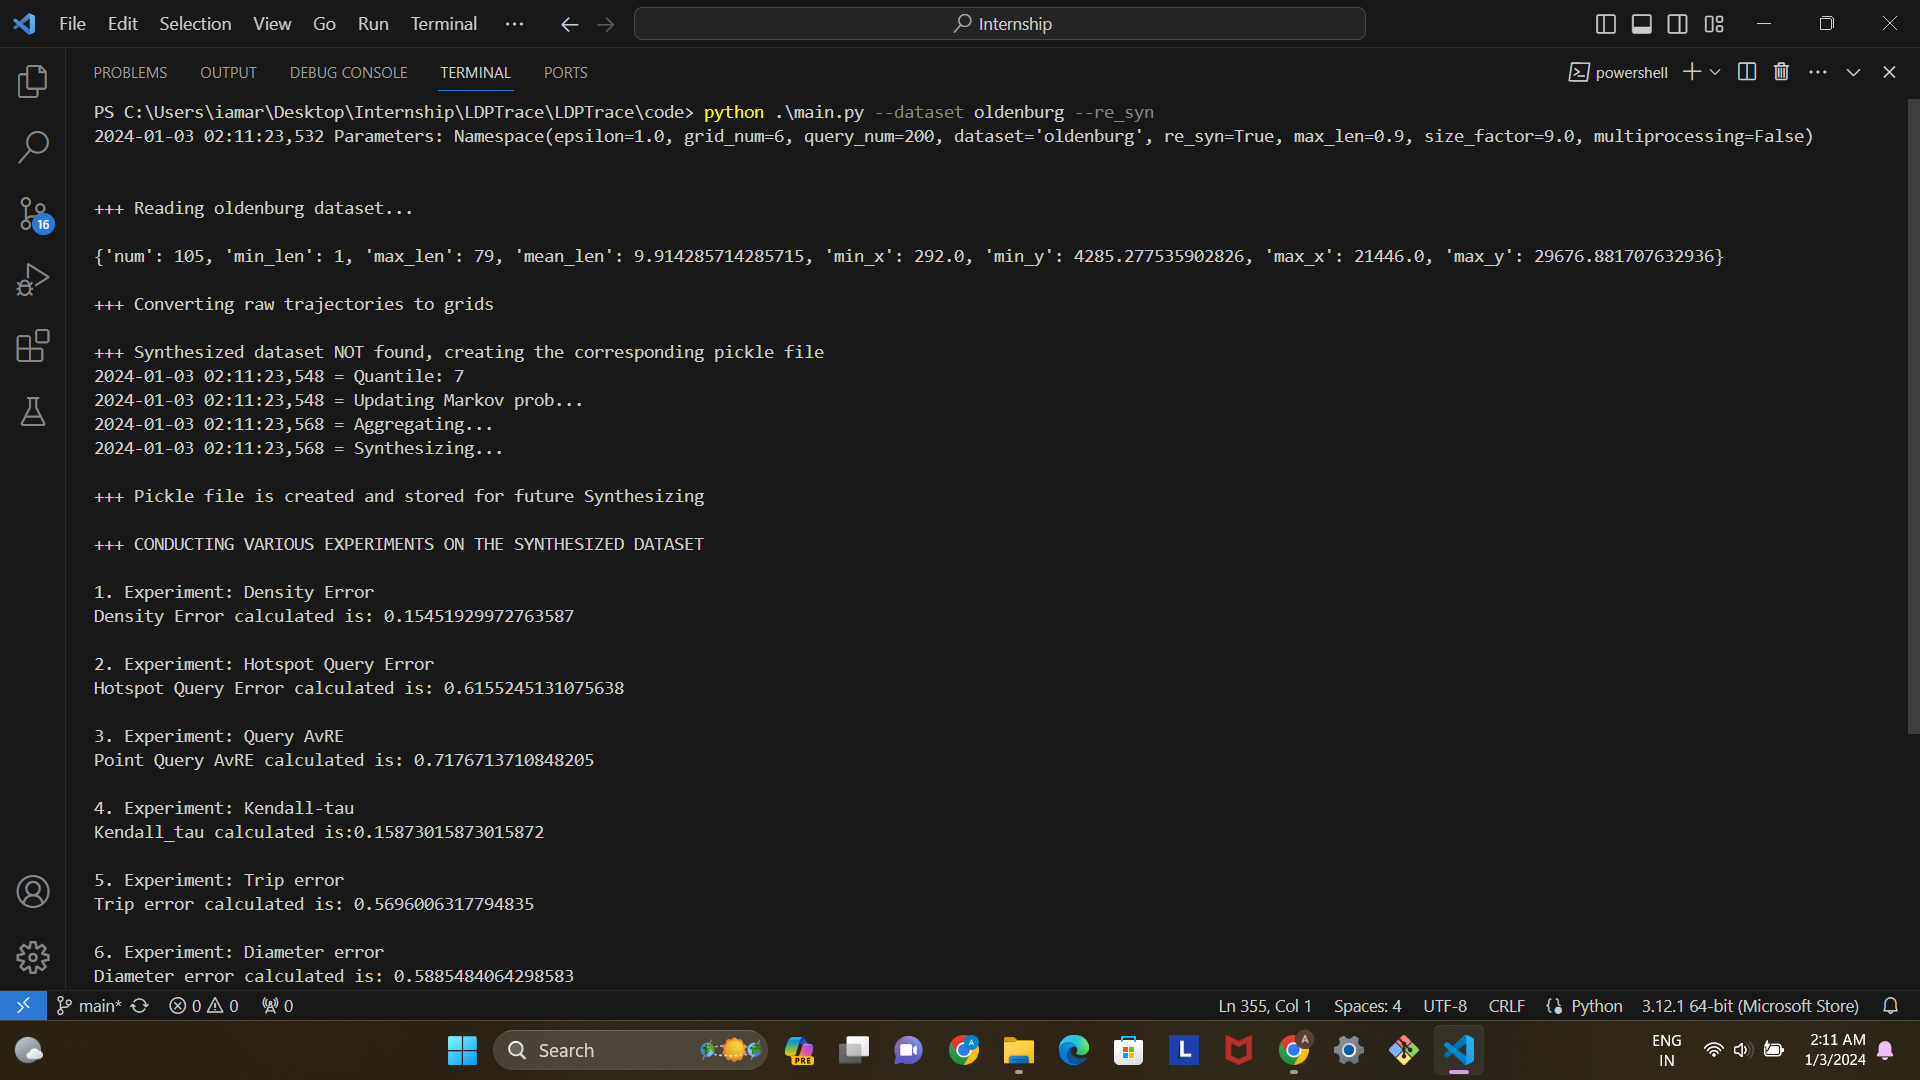 File Edit Selection View Go Run Terminal ··· Internship
PROBLEMS OUTPUT DEBUG CONSOLE TERMINAL PORTS powershell
PS C:\Users\iamar\Desktop\Internship\LDPTrace\LDPTrace\code> python .\main.py --dataset oldenburg --re_syn
2024-01-03 02:11:23,532 Parameters: Namespace(epsilon=1.0, grid_num=6, query_num=200, dataset='oldenburg', re_syn=True, max_len=0.9, size_factor=9.0, multiprocessing=False)
+++ Reading oldenburg dataset...
{'num': 105, 'min_len': 1, 'max_len': 79, 'mean_len': 9.914285714285715, 'min_x': 292.0, 'min_y': 4285.277535902826, 'max_x': 21446.0, 'max_y': 29676.881707632936}
+++ Converting raw trajectories to grids
+++ Synthesized dataset NOT found, creating the corresponding pickle file
2024-01-03 02:11:23,548 = Quantile: 7
2024-01-03 02:11:23,548 = Updating Markov prob...
2024-01-03 02:11:23,568 = Aggregating...
2024-01-03 02:11:23,568 = Synthesizing...
+++ Pickle file is created and stored for future Synthesizing
+++ CONDUCTING VARIOUS EXPERIMENTS ON THE SYNTHESIZED DATASET
1. Experiment: Density Error
Density Error calculated is: 0.15451929972763587
2. Experiment: Hotspot Query Error
Hotspot Query Error calculated is: 0.6155245131075638
3. Experiment: Query AvRE
Point Query AvRE calculated is: 0.7176713710848205
4. Experiment: Kendall-tau
Kendall_tau calculated is:0.15873015873015872
5. Experiment: Trip error
Trip error calculated is: 0.5696006317794835
6. Experiment: Diameter error
Diameter error calculated is: 0.5885484064298583
16
main* 0 0 0 Ln 355, Col 1 Spaces: 4 UTF-8 CRLF Python 3.12.1 64-bit (Microsoft Store)
Search PRE A L A ENG 2:11 AM
IN 1/3/2024